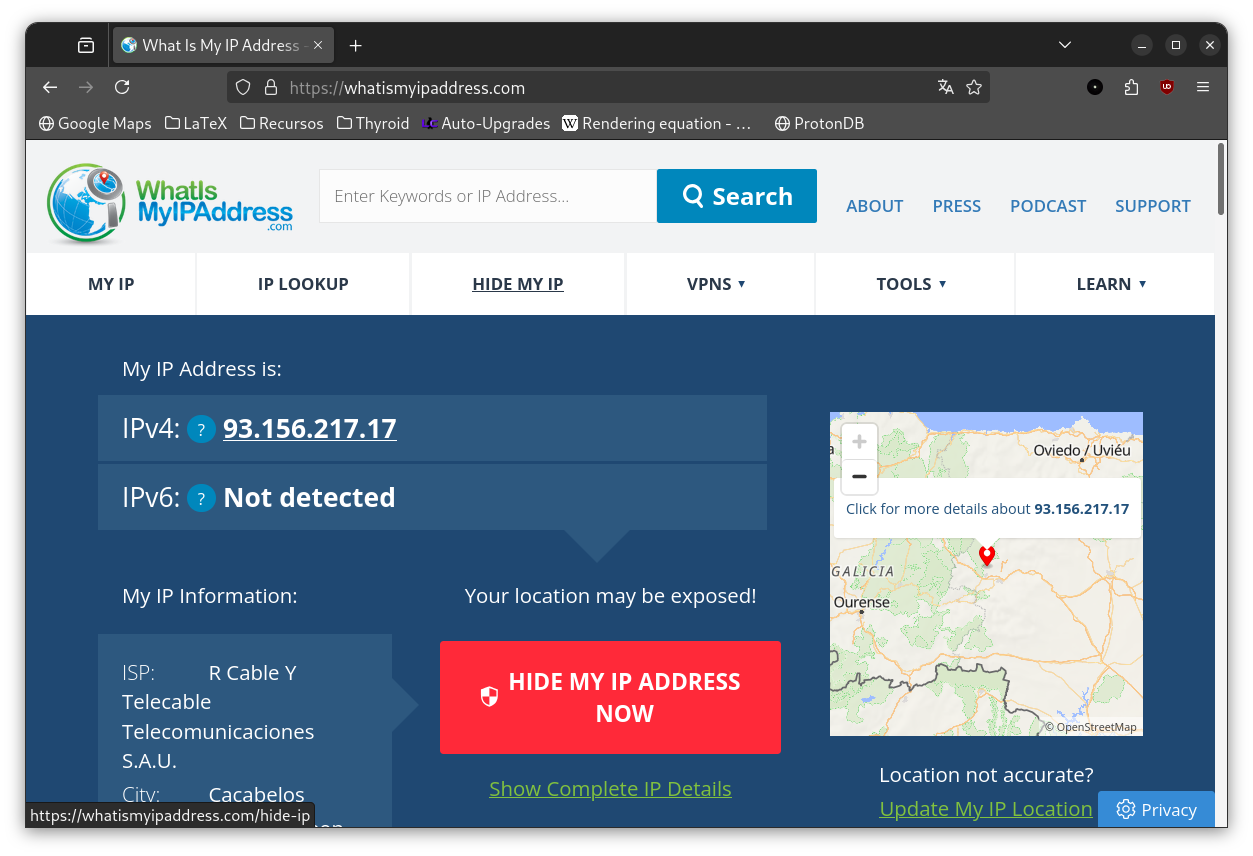 What Is My IP Address -
https://whatismyipaddress.com
Google Maps LaTeX Recursos Thyroid Auto-Upgrades Rendering equation - ... ProtonDB
WhatIs
MyIPAddress
.com
Enter Keywords or IP Address...
Search
ABOUT PRESS PODCAST SUPPORT
MY IP IP LOOKUP HIDE MY IP VPNS ▼ TOOLS ▼ LEARN ▼
My IP Address is:
IPv4: ? 93.156.217.17
IPv6: ? Not detected
My IP Information:
ISP: R Cable Y
Telecable
Telecomunicaciones
S.A.U.
City: Cacabelos
Your location may be exposed!
HIDE MY IP ADDRESS
NOW
Show Complete IP Details
+
Oviedo / Uviéu
−
Click for more details about 93.156.217.17
GALICIA
Ourense
© OpenStreetMap
Location not accurate?
Update My IP Location
Privacy
https://whatismyipaddress.com/hide-ip